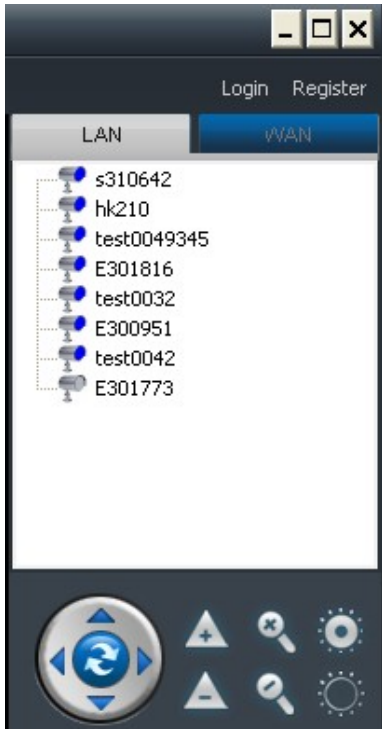 Login Register
LAN WAN
s310642
hk210
test0049345
E301816
test0032
E300951
test0042
E301773